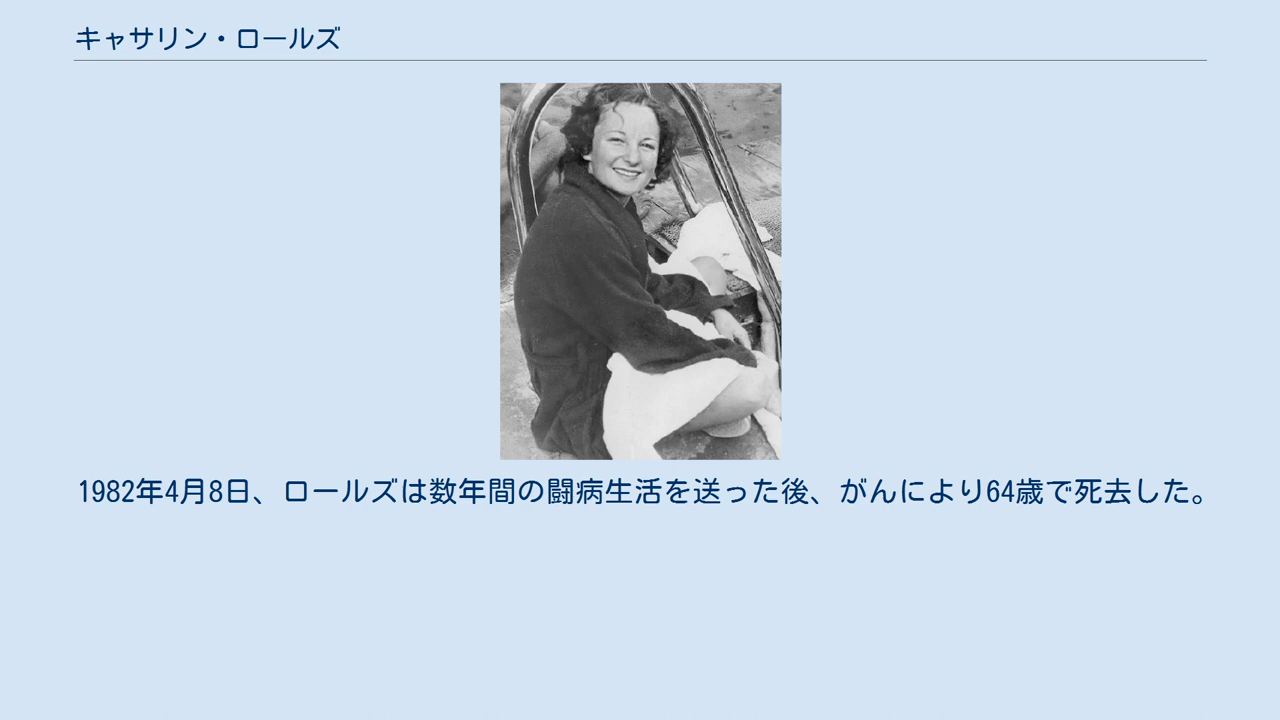 キャサリン・ロールズ
1982年4月8日、ロールズは数年間の闘病生活を送った後、がんにより64歳で死去した。